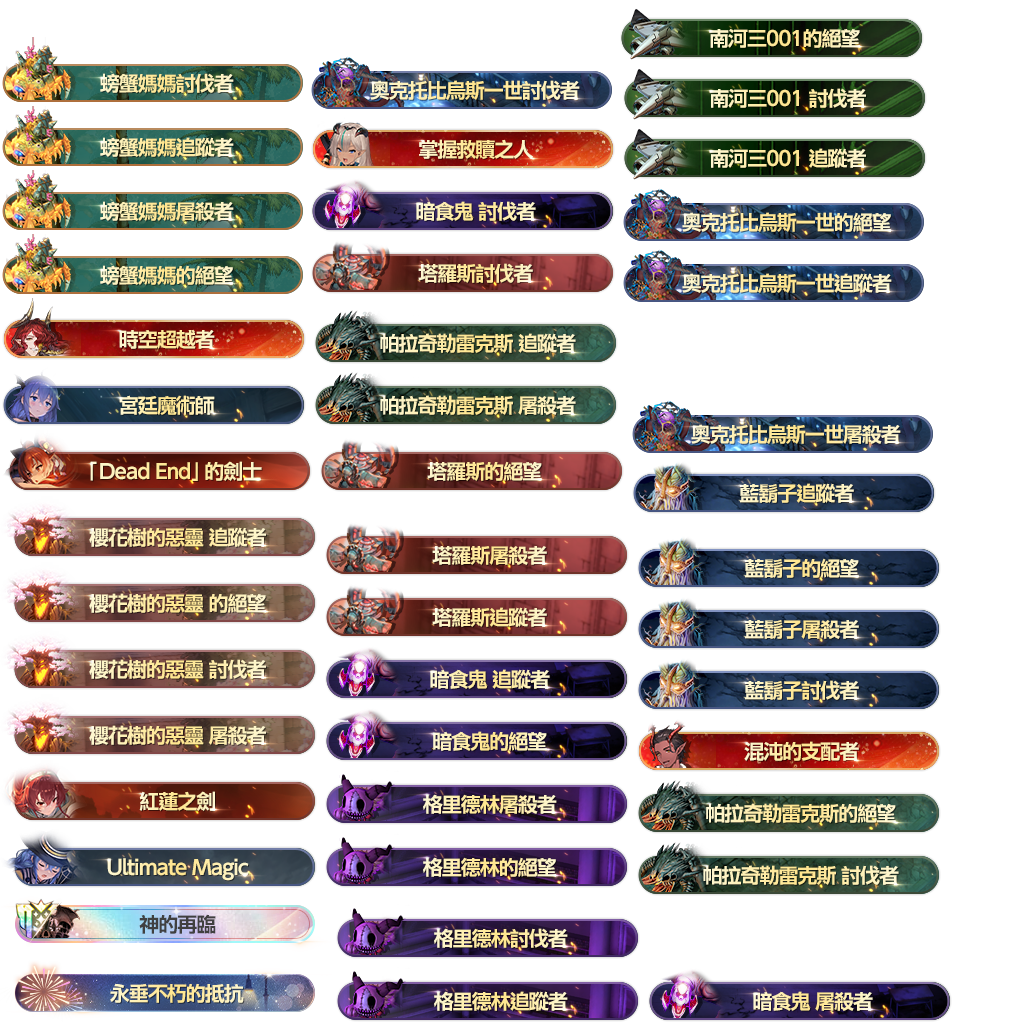 螃蟹媽媽討伐者
螃蟹媽媽追蹤者
螃蟹媽媽屠殺者
螃蟹媽媽的絕望
時空超越者
宮廷魔術師
「Dead End」的劍士
櫻花樹的惡靈 追蹤者
櫻花樹的惡靈 的絕望
櫻花樹的惡靈 討伐者
櫻花樹的惡靈 屠殺者
紅蓮之劍
Ultimate Magic
神的再臨
永垂不朽的抵抗
奧克托比烏斯一世討伐者
掌握救贖之人
暗食鬼 討伐者
塔羅斯討伐者
帕拉奇勒雷克斯 追蹤者
帕拉奇勒雷克斯 屠殺者
塔羅斯的絕望
塔羅斯屠殺者
塔羅斯追蹤者
暗食鬼 追蹤者
暗食鬼的絕望
格里德林屠殺者
格里德林的絕望
格里德林討伐者
格里德林追蹤者
南河三001的絕望
南河三001 討伐者
南河三001 追蹤者
奧克托比烏斯一世的絕望
奧克托比烏斯一世追蹤者
奧克托比烏斯一世屠殺者
藍鬍子追蹤者
藍鬍子的絕望
藍鬍子屠殺者
藍鬍子討伐者
混沌的支配者
帕拉奇勒雷克斯的絕望
帕拉奇勒雷克斯 討伐者
暗食鬼 屠殺者